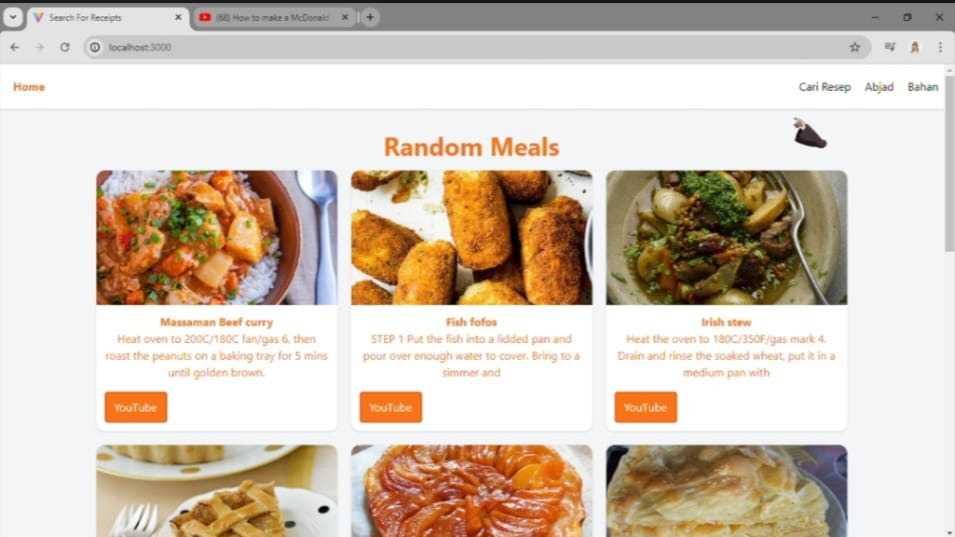 Search For Receipts
(68) How to make a McDonald
localhost:3000
Home
Cari Resep
Abjad
Bahan
Random Meals
Massaman Beef curry
Heat oven to 200C/180C fan/gas 6, then
roast the peanuts on a baking tray for 5 mins
until golden brown.
YouTube
Fish fofos
STEP 1 Put the fish into a lidded pan and
pour over enough water to cover. Bring to a
simmer and
YouTube
Irish stew
Heat the oven to 180C/350F/gas mark 4.
Drain and rinse the soaked wheat, put it in a
medium pan with
YouTube